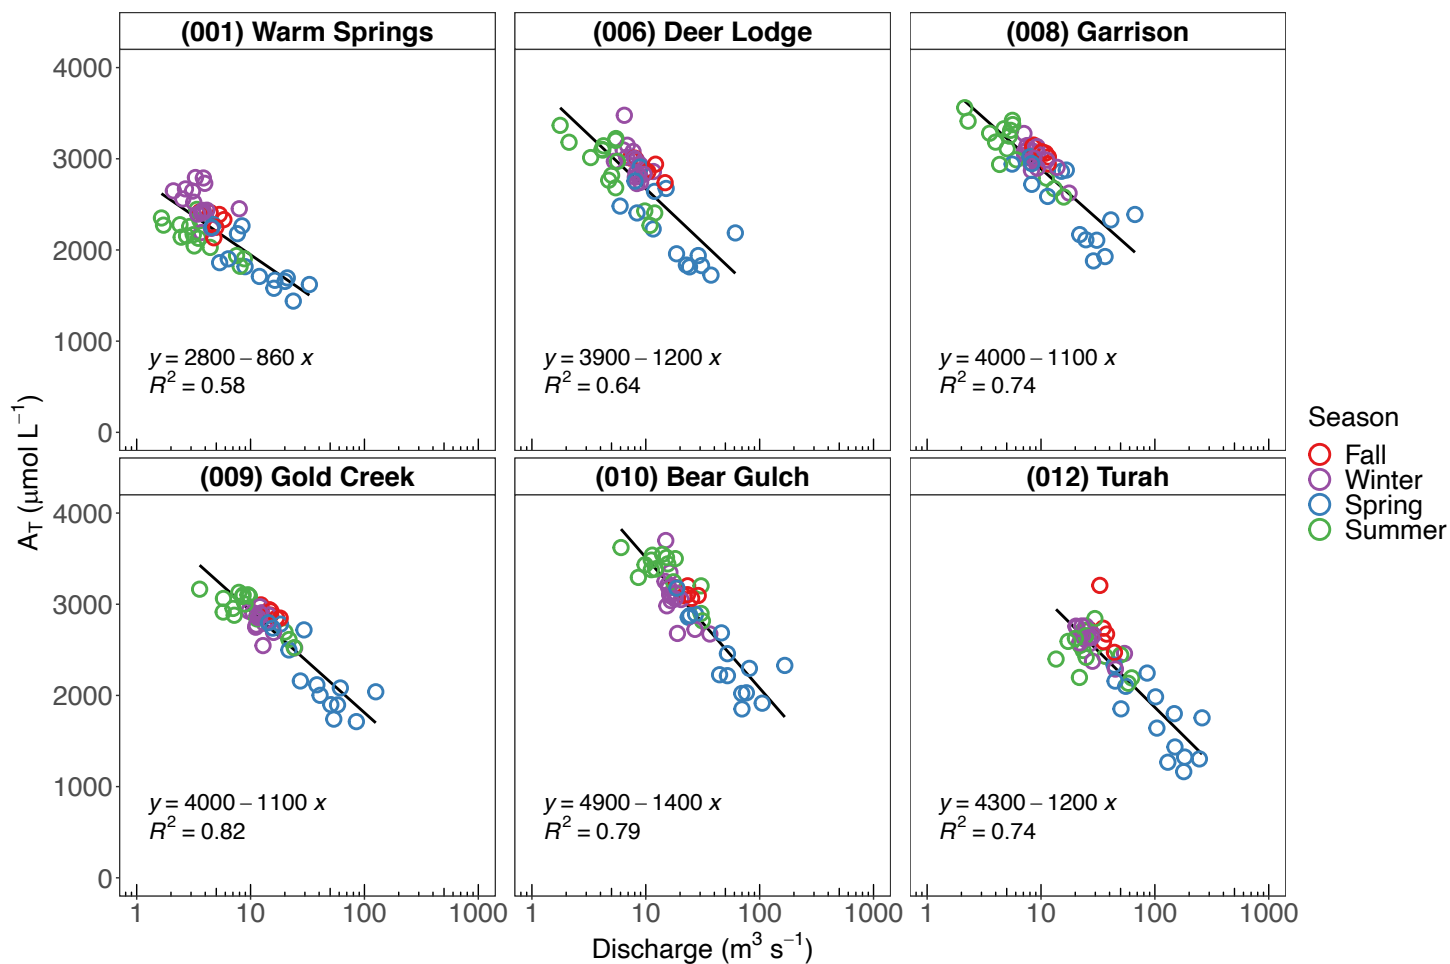 (001) Warm Springs
(006) Deer Lodge
(008) Garrison
4000
3000
2000
1000
0
y = 2800 − 860 x
R² = 0.58
y = 3900 − 1200 x
R² = 0.64
y = 4000 − 1100 x
R² = 0.74
A_T (μmol L⁻¹)
(009) Gold Creek
(010) Bear Gulch
(012) Turah
4000
3000
2000
1000
0
y = 4000 − 1100 x
R² = 0.82
y = 4900 − 1400 x
R² = 0.79
y = 4300 − 1200 x
R² = 0.74
1 10 100 1000
1 10 100 1000
1 10 100 1000
Discharge (m³ s⁻¹)
Season
Fall
Winter
Spring
Summer